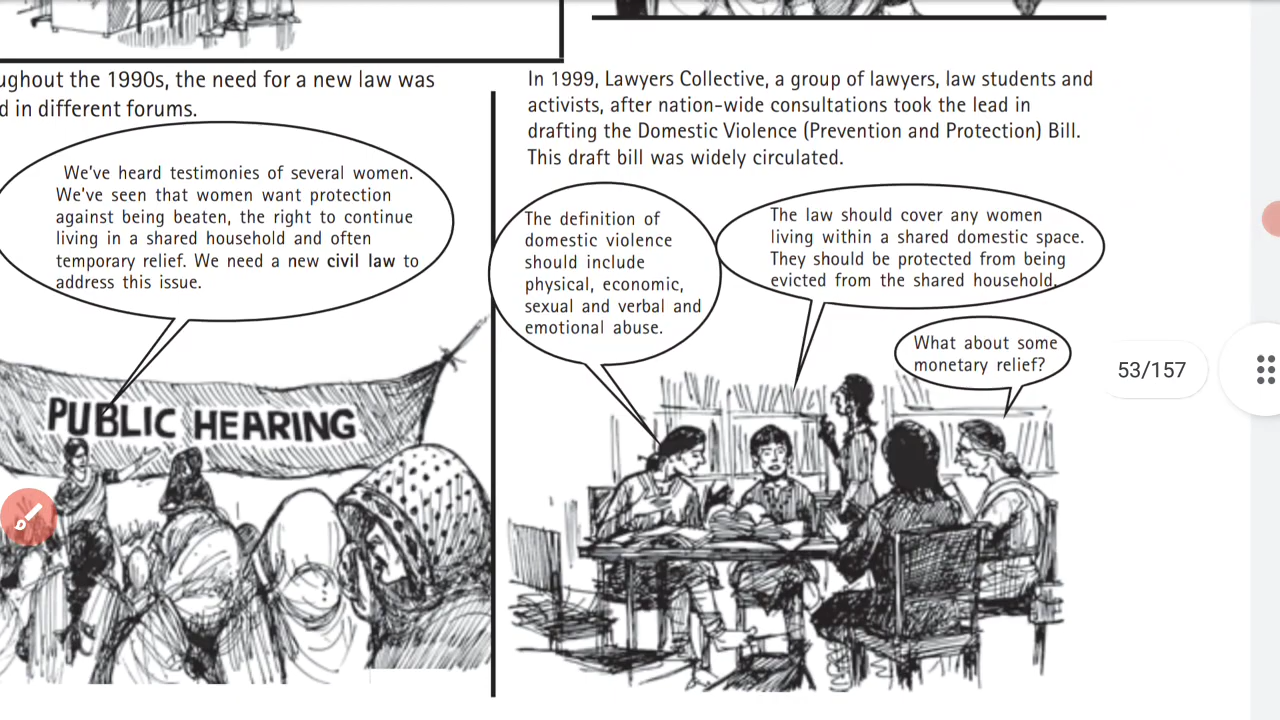 ughout the 1990s, the need for a new law was
d in different forums.
We've heard testimonies of several women.
We've seen that women want protection
against being beaten, the right to continue
living in a shared household and often
temporary relief. We need a new civil law to
address this issue.
PUBLIC HEARING
In 1999, Lawyers Collective, a group of lawyers, law students and
activists, after nation-wide consultations took the lead in
drafting the Domestic Violence (Prevention and Protection) Bill.
This draft bill was widely circulated.
The definition of
domestic violence
should include
physical, economic,
sexual and verbal and
emotional abuse.
The law should cover any women
living within a shared domestic space.
They should be protected from being
evicted from the shared household.
What about some
monetary relief?
53/157